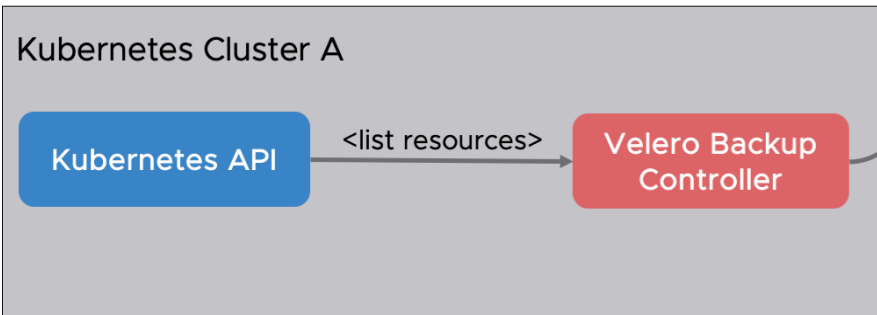 Kubernetes Cluster A
Kubernetes API
<list resources>
Velero Backup
Controller